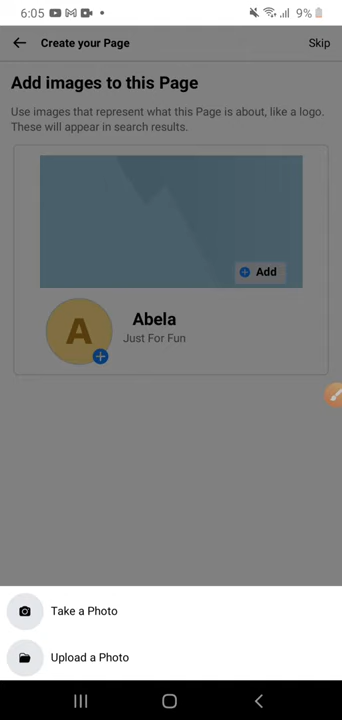 6:05 9%
Create your Page Skip
Add images to this Page
Use images that represent what this Page is about, like a logo.
These will appear in search results.
Add
A
Abela
Just For Fun
Take a Photo
Upload a Photo